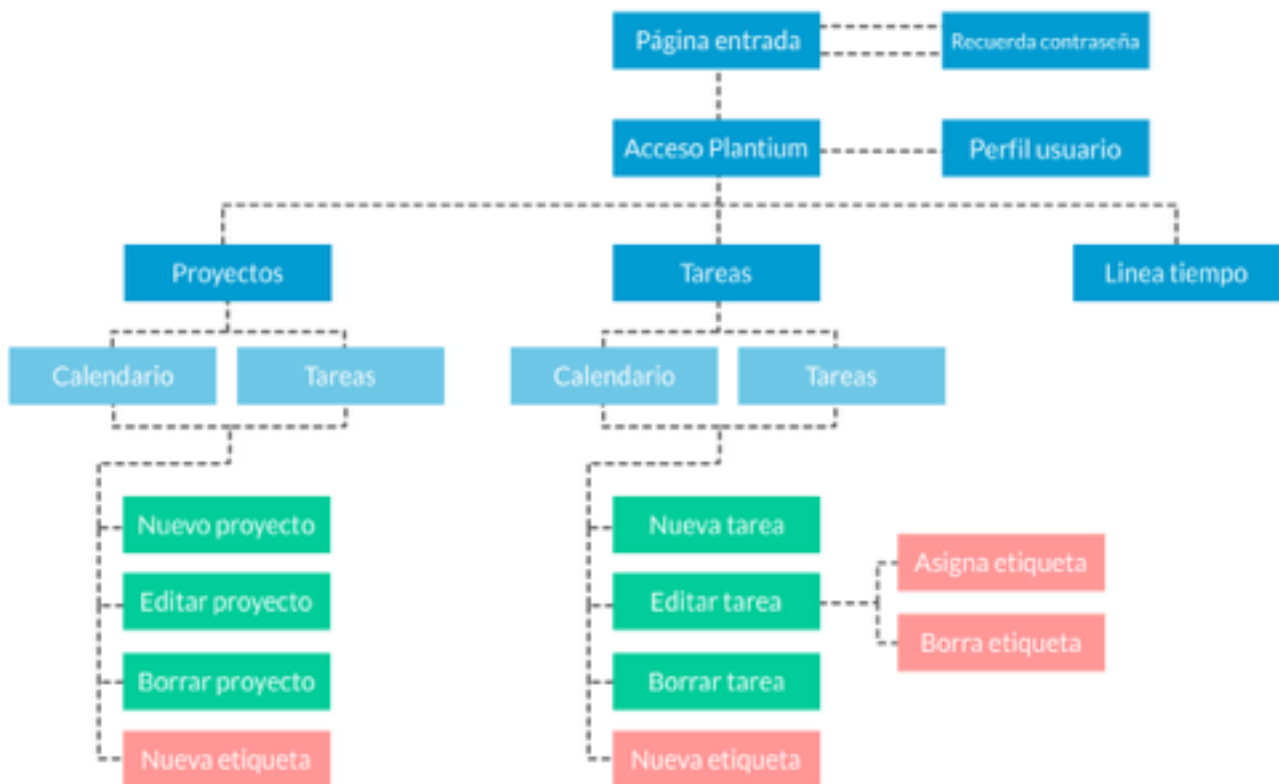 Página entrada
Recuerda contraseña
Acceso Plantium
Perfil usuario
Proyectos
Tareas
Linea tiempo
Calendario
Tareas
Calendario
Tareas
Nuevo proyecto
Nueva tarea
Asigna etiqueta
Editar proyecto
Editar tarea
Borra etiqueta
Borrar proyecto
Borrar tarea
Nueva etiqueta
Nueva etiqueta